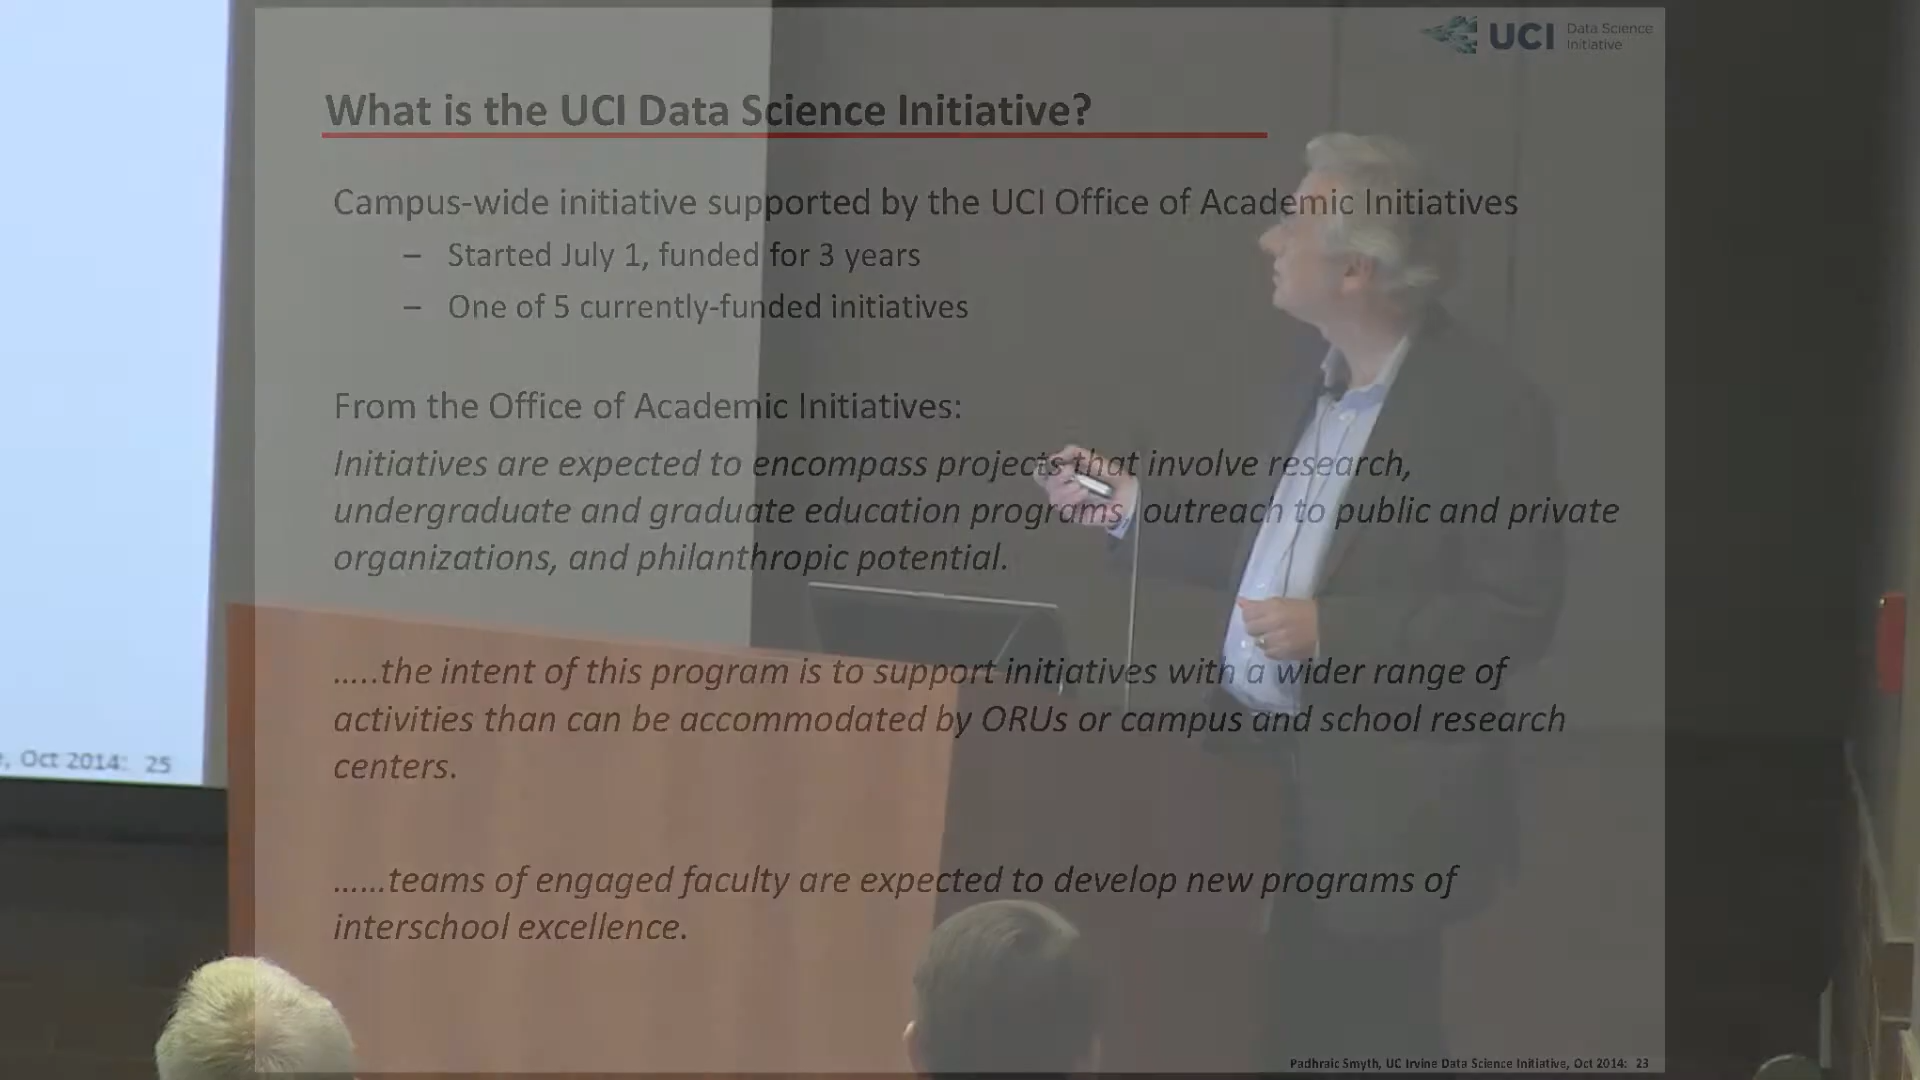 UCI Data Science
Initiative
What is the UCI Data Science Initiative?
Campus-wide initiative supported by the UCI Office of Academic Initiatives
– Started July 1, funded for 3 years
– One of 5 currently-funded initiatives
From the Office of Academic Initiatives:
Initiatives are expected to encompass projects that involve research,
undergraduate and graduate education programs, outreach to public and private
organizations, and philanthropic potential.
…..the intent of this program is to support initiatives with a wider range of
activities than can be accommodated by ORUs or campus and school research
centers.
, Oct 2014: 25
……teams of engaged faculty are expected to develop new programs of
interschool excellence.
Padhraic Smyth, UC Irvine Data Science Initiative, Oct 2014: 23